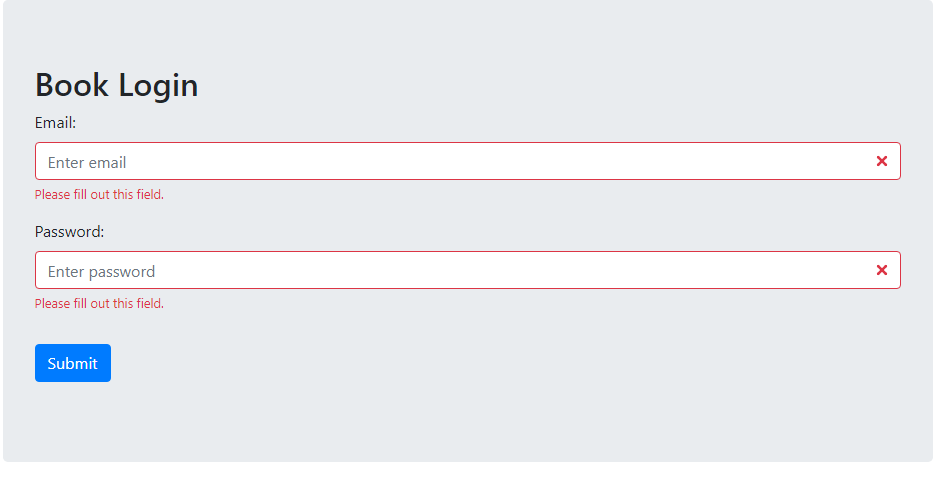 Book Login
Email:
Enter email
Please fill out this field.
Password:
Enter password
Please fill out this field.
Submit